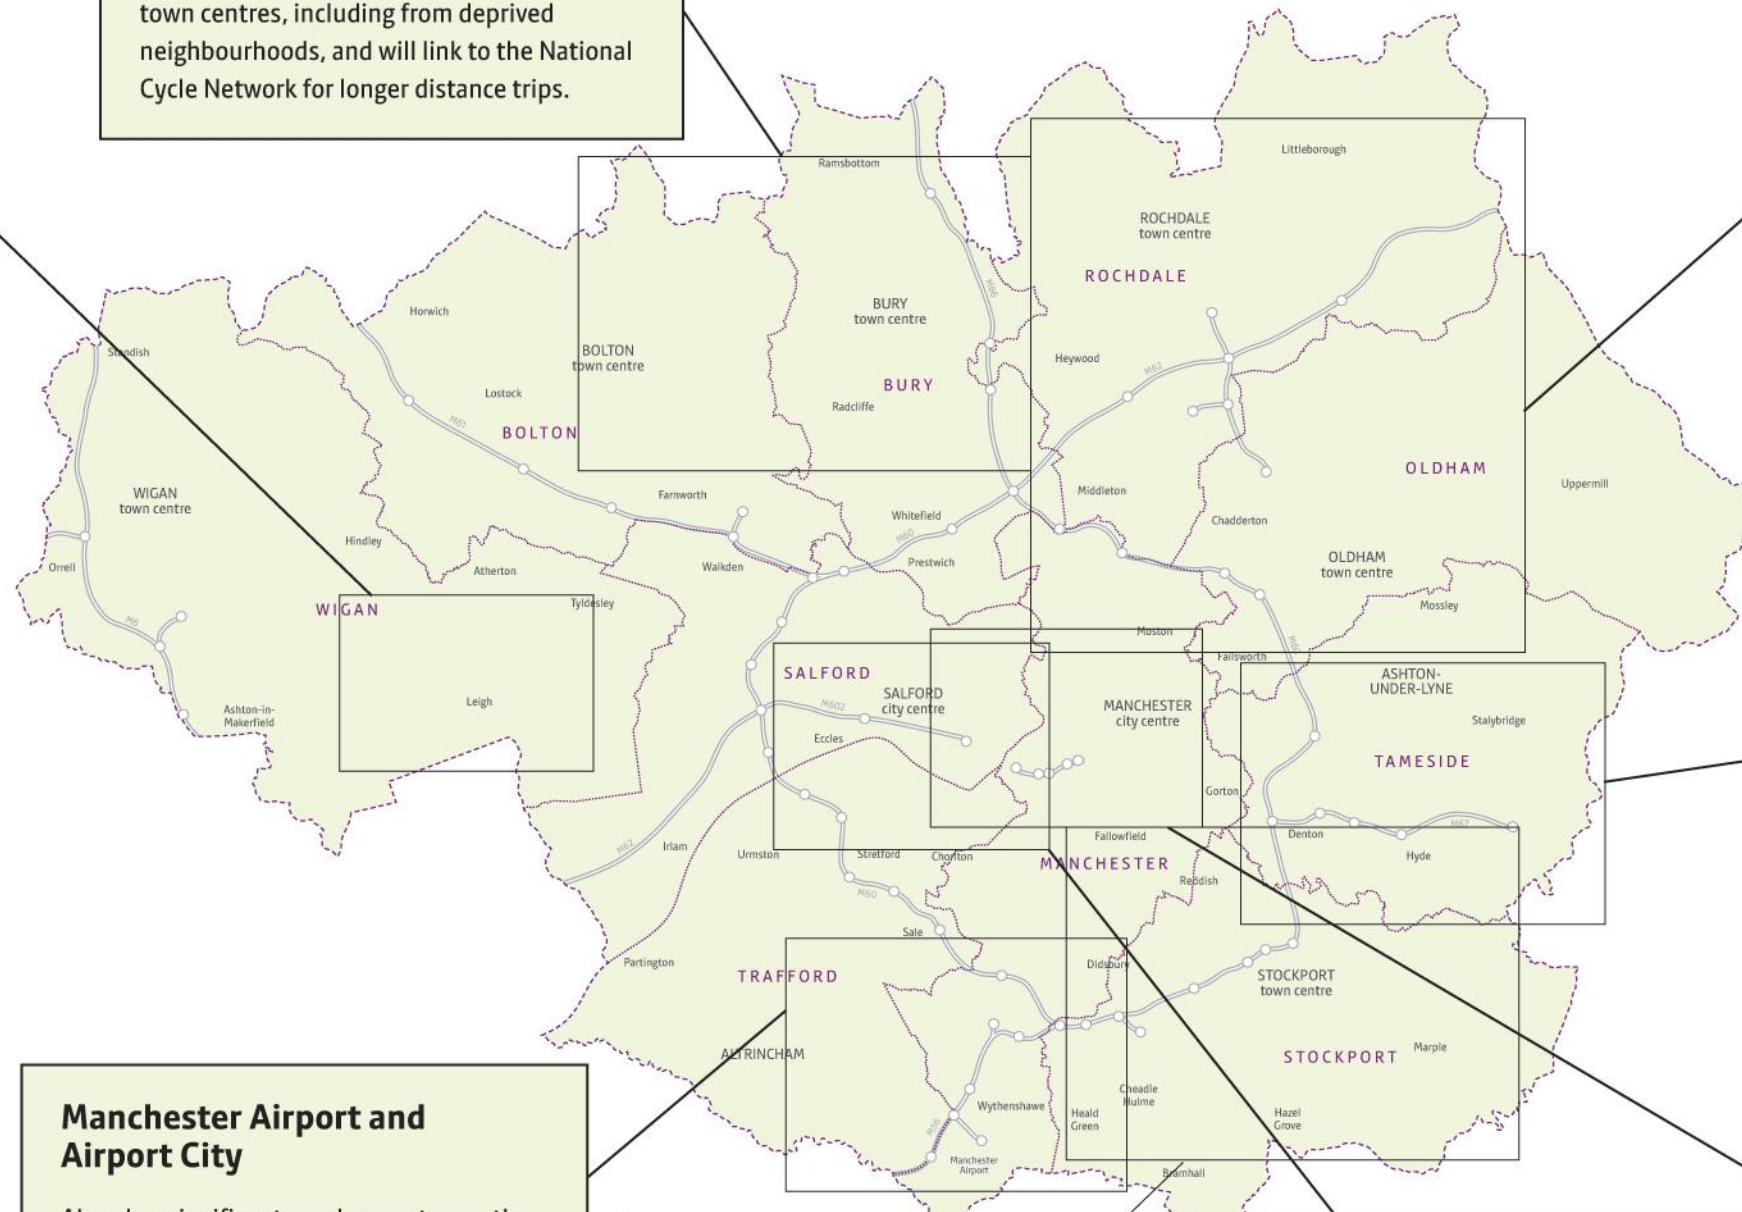 town centres, including from deprived
neighbourhoods, and will link to the National
Cycle Network for longer distance trips.
Ramsbottom
Littleborough
ROCHDALE
town centre
ROCHDALE
M66
Horwich
BURY
town centre
Standish
BOLTON
town centre
Heywood
M62
BURY
Lostock
Radcliffe
M61
BOLTON
OLDHAM
Uppermill
WIGAN
town centre
Farnworth
Middleton
Whitefield
Chadderton
M60
Hindley
OLDHAM
town centre
Orrell
Atherton
Walkden
Prestwich
WIGAN
Tyldesley
Mossley
M6
Moston
M60
Failsworth
SALFORD
SALFORD
city centre
ASHTON-
UNDER-LYNE
Leigh
M602
MANCHESTER
city centre
Ashton-in-
Makerfield
Stalybridge
Eccles
TAMESIDE
Gorton
M67
Denton
Fallowfield
M62
Irlam
Urmston
Stretford
Chorlton
MANCHESTER
Hyde
Reddish
M60
Sale
Partington
Didsbury
TRAFFORD
STOCKPORT
town centre
ALTRINCHAM
STOCKPORT
Marple
Cheadle
Hulme
Wythenshawe
Heald
Green
Hazel
Grove
M56
Manchester
Airport
Bramhall
Manchester Airport and
Airport City